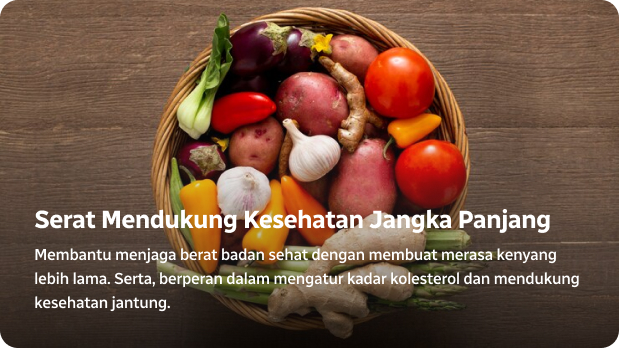 Serat Mendukung Kesehatan Jangka Panjang
Membantu menjaga berat badan sehat dengan membuat merasa kenyang
lebih lama. Serta, berperan dalam mengatur kadar kolesterol dan mendukung
kesehatan jantung.